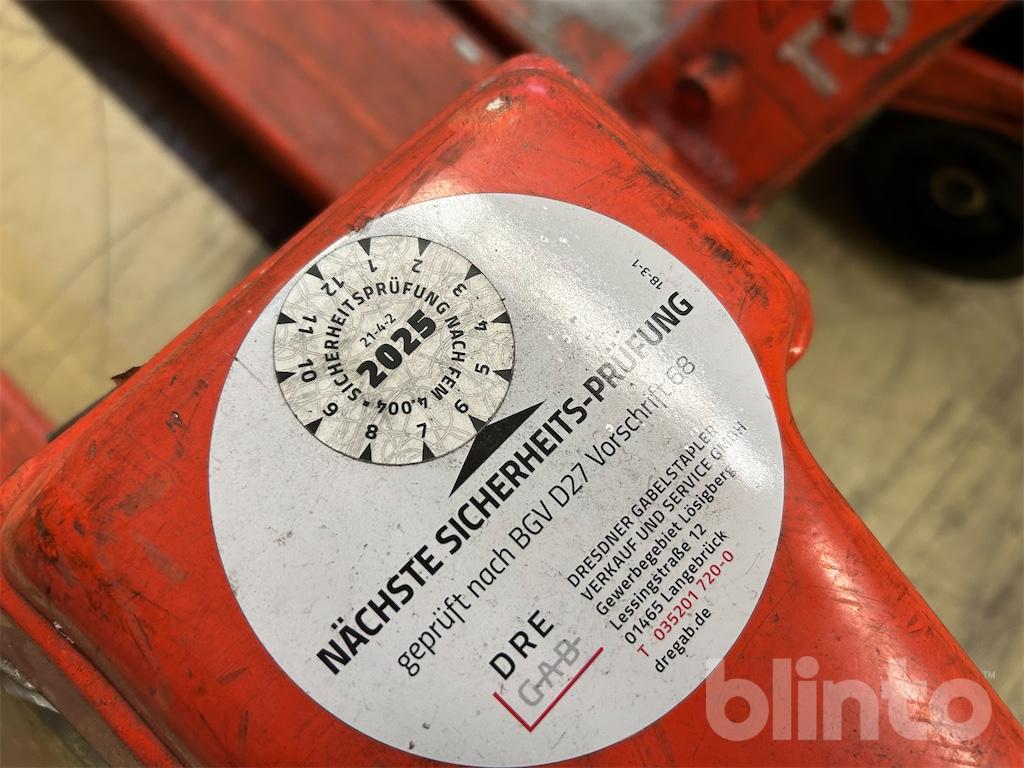 NÄCHSTE SICHERHEITS-PRÜFUNG
geprüft nach BGV D27 Vorschrift 68
18-3-1
SICHERHEITSPRÜFUNG NACH FEM 4.004 •
21-4-2
2025
1
2
3
4
5
6
7
8
9
10
11
12
DRE
GAB
DRESDNER GABELSTAPLER
VERKAUF UND SERVICE GMBH
Gewerbegebiet Lösigberg
Lessingstraße 12
01465 Langebrück
T 035201 720-0
dregab.de
blinto™